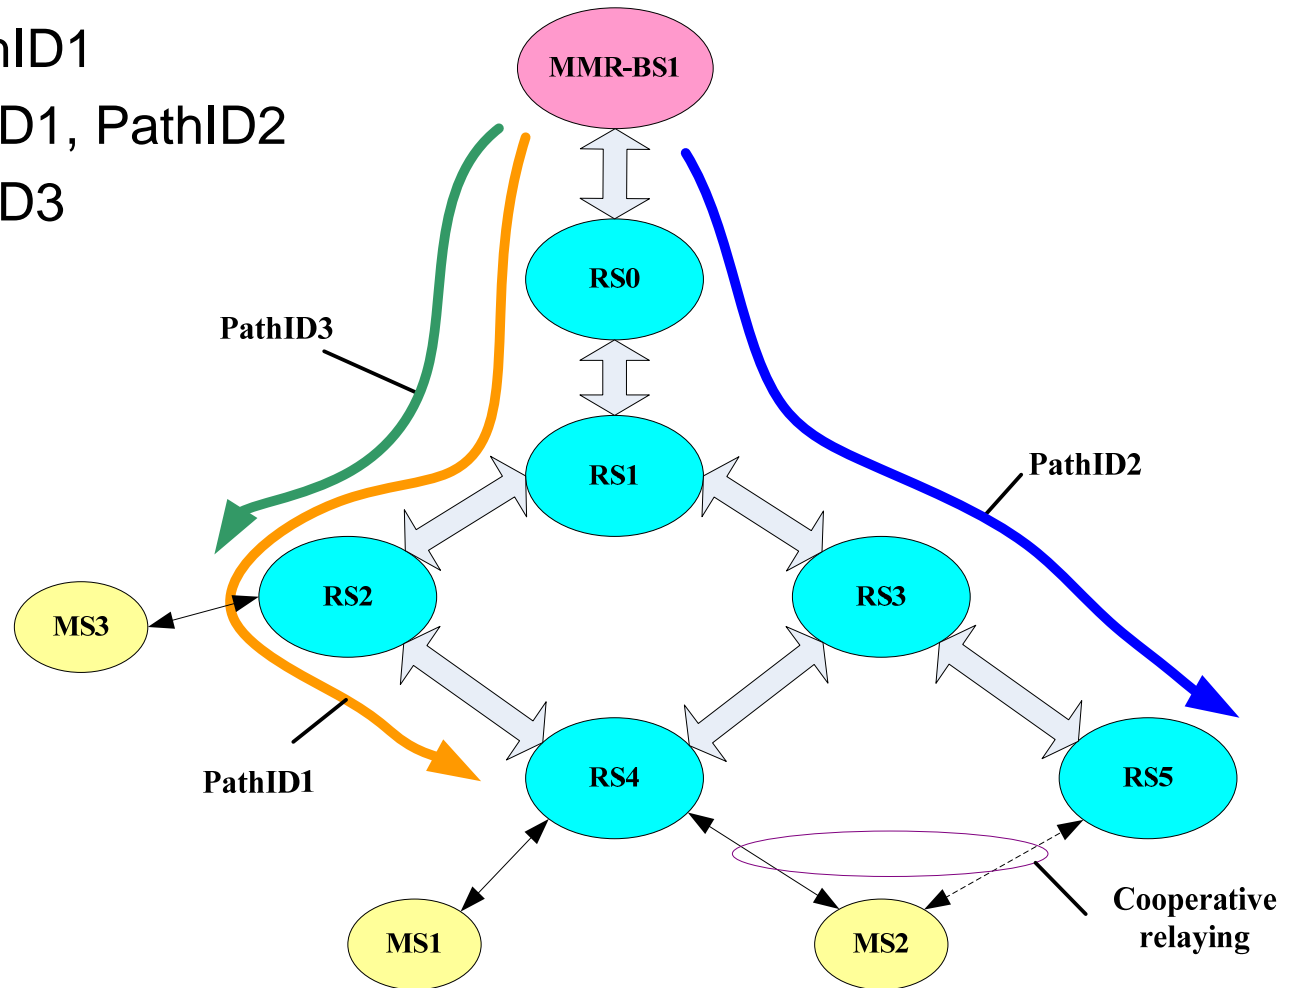 hID1
MMR-BS1
D1, PathID2
D3
RS0
PathID3
RS1
PathID2
RS2
RS3
MS3
PathID1
RS4
RS5
Cooperative
relaying
MS1
MS2